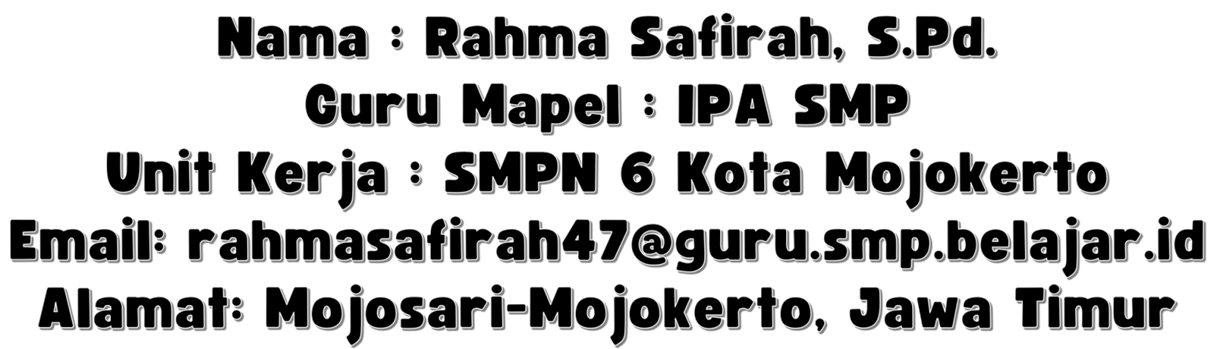 Nama : Rahma Safirah, S.Pd.
Guru Mapel : IPA SMP
Unit Kerja : SMPN 6 Kota Mojokerto
Email: rahmasafirah47@guru.smp.belajar.id
Alamat: Mojosari-Mojokerto, Jawa Timur